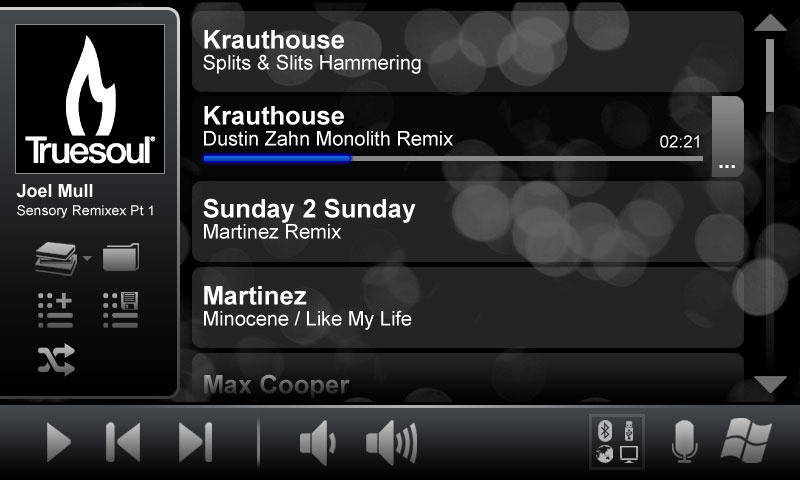 Truesoul®
Joel Mull
Sensory Remixex Pt 1
Krauthouse
Splits & Slits Hammering
Krauthouse
Dustin Zahn Monolith Remix
02:21
...
Sunday 2 Sunday
Martinez Remix
Martinez
Minocene / Like My Life
Max Cooper